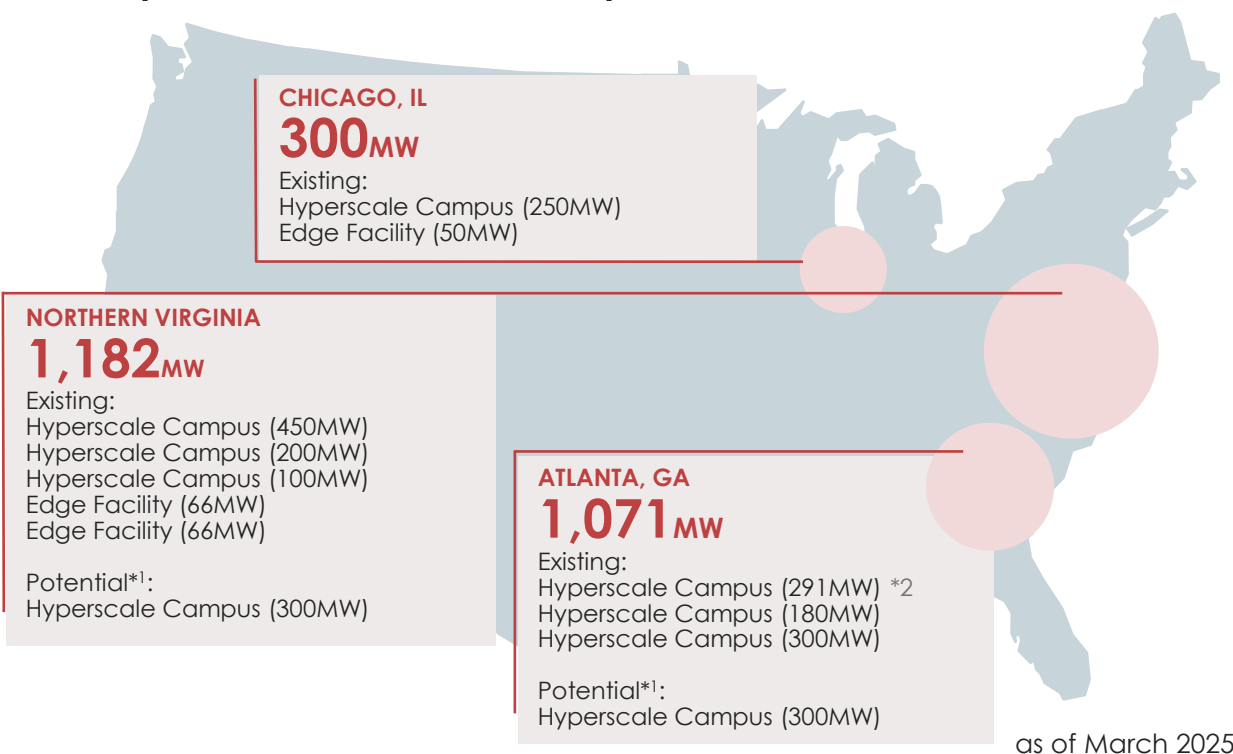 CHICAGO, IL
300MW
Existing:
Hyperscale Campus (250MW)
Edge Facility (50MW)
NORTHERN VIRGINIA
1,182MW
Existing:
Hyperscale Campus (450MW)
Hyperscale Campus (200MW)
Hyperscale Campus (100MW)
Edge Facility (66MW)
Edge Facility (66MW)
Potential*1:
Hyperscale Campus (300MW)
ATLANTA, GA
1,071MW
Existing:
Hyperscale Campus (291MW) *2
Hyperscale Campus (180MW)
Hyperscale Campus (300MW)
Potential*1:
Hyperscale Campus (300MW)
as of March 2025